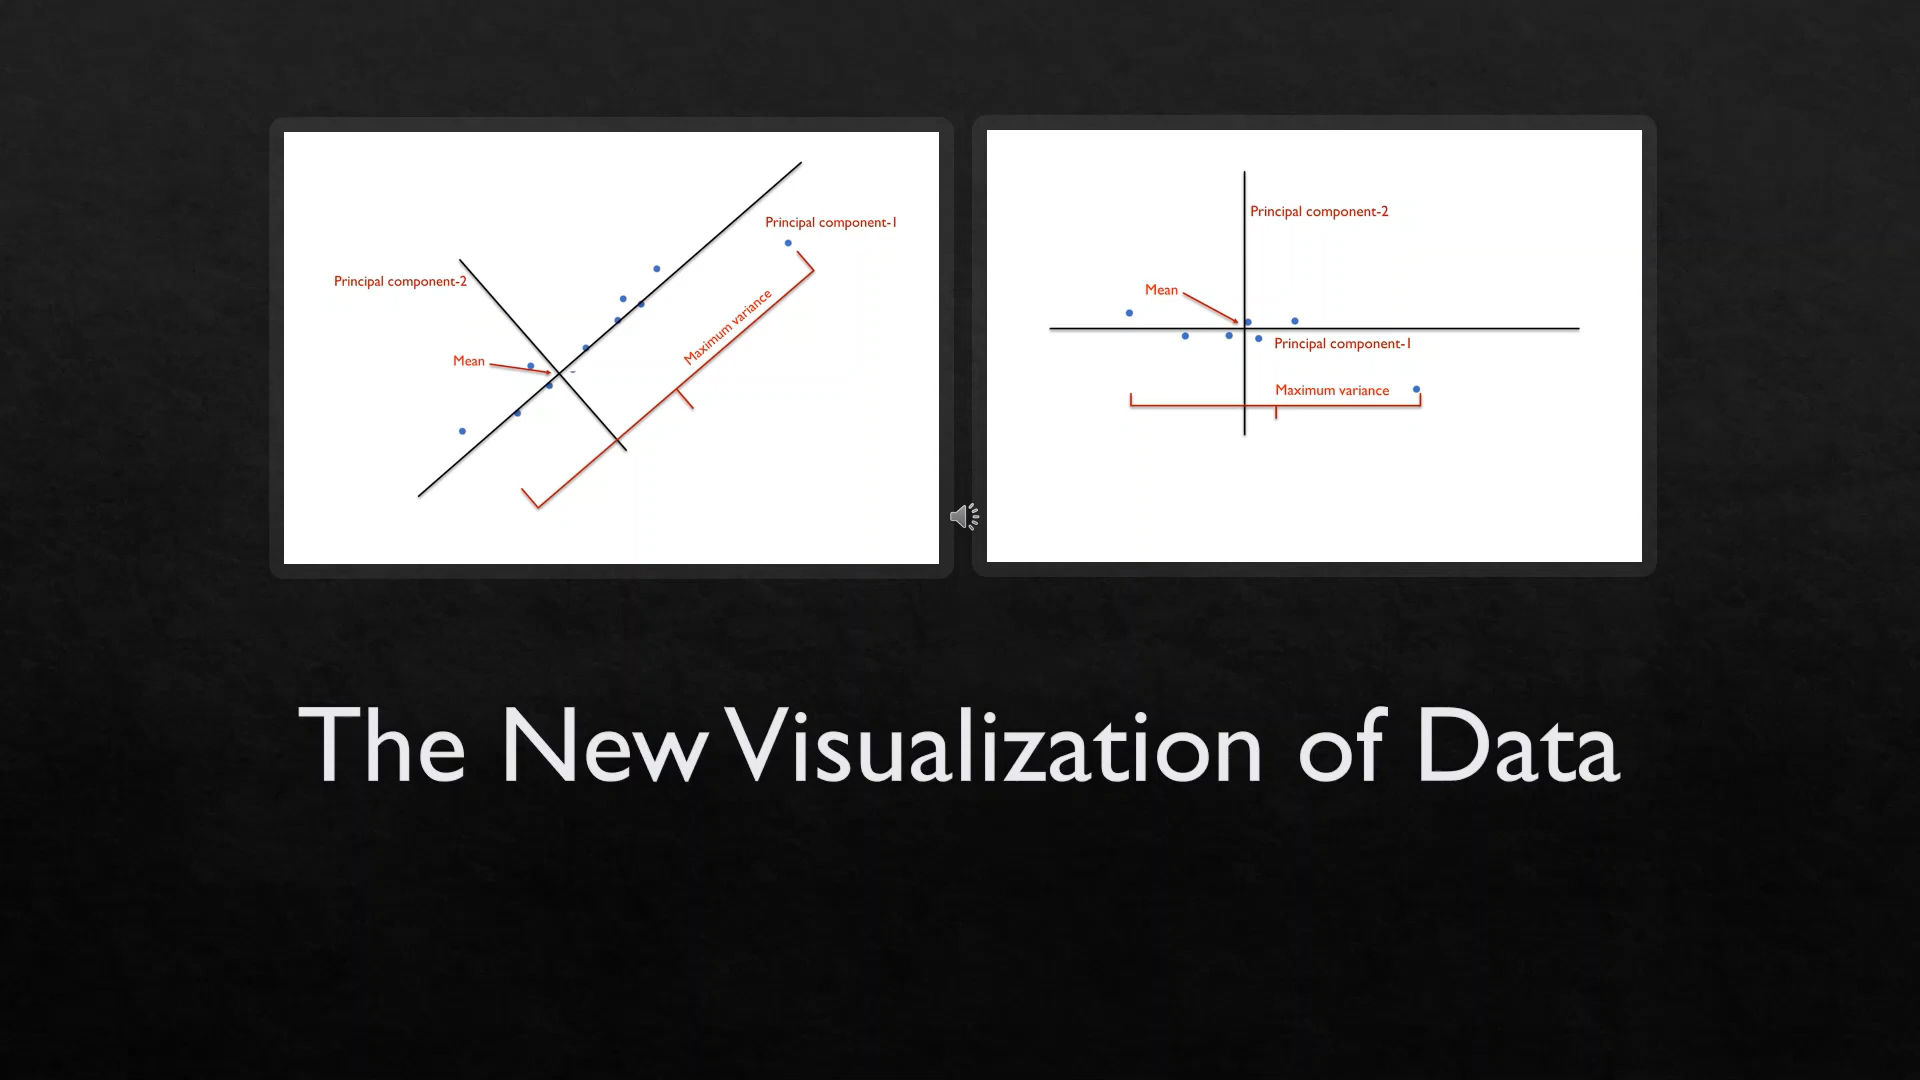 Principal component-1
Principal component-2
Maximum variance
Mean
Principal component-2
Mean
Principal component-1
Maximum variance
The New Visualization of Data